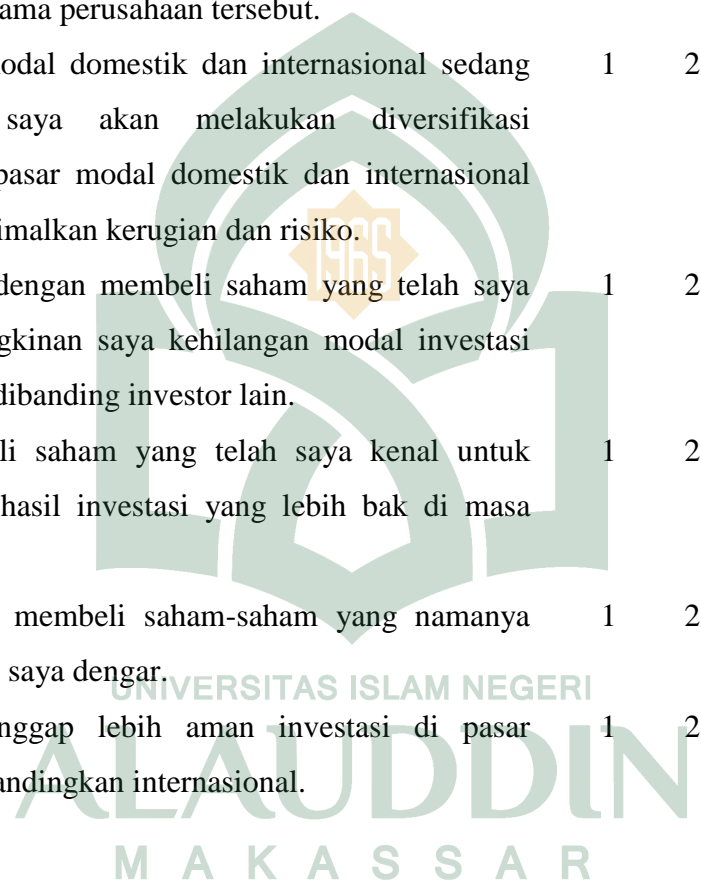 ama perusahaan tersebut.
odal domestik dan internasional sedang 1 2
saya akan melakukan diversifikasi
pasar modal domestik dan internasional
imalkan kerugian dan risiko.
1965
dengan membeli saham yang telah saya 1 2
gkinan saya kehilangan modal investasi
dibanding investor lain.
li saham yang telah saya kenal untuk 1 2
hasil investasi yang lebih bak di masa
membeli saham-saham yang namanya 1 2
saya dengar.
UNIVERSITAS ISLAM NEGERI
nggap lebih aman investasi di pasar 1 2
andingkan internasional.
ALAUDDIN
MAKASSAR